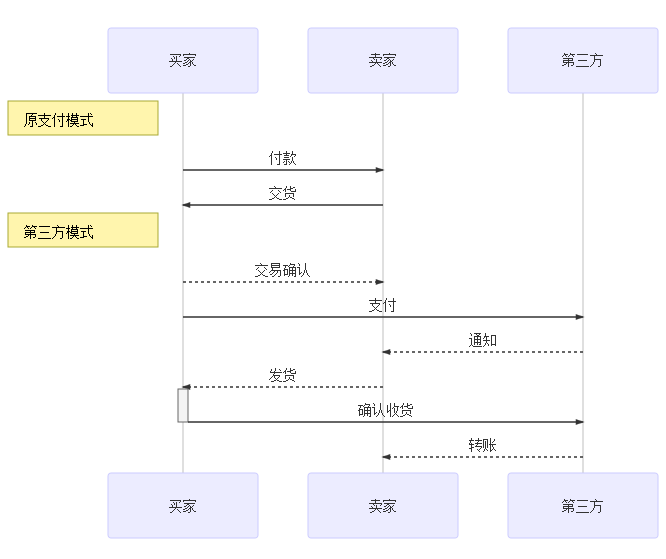 买家
卖家
第三方
原支付模式
付款
交货
第三方模式
交易确认
支付
通知
发货
确认收货
转账
买家
卖家
第三方